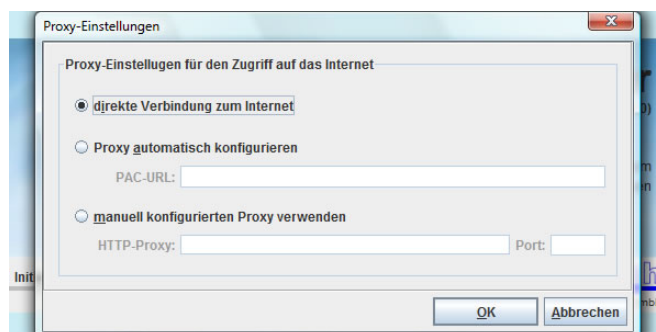 Proxy-Einstellungen
Proxy-Einstellugen für den Zugriff auf das Internet
direkte Verbindung zum Internet
Proxy automatisch konfigurieren
PAC-URL:
manuell konfigurierten Proxy verwenden
HTTP-Proxy: Port:
OK Abbrechen